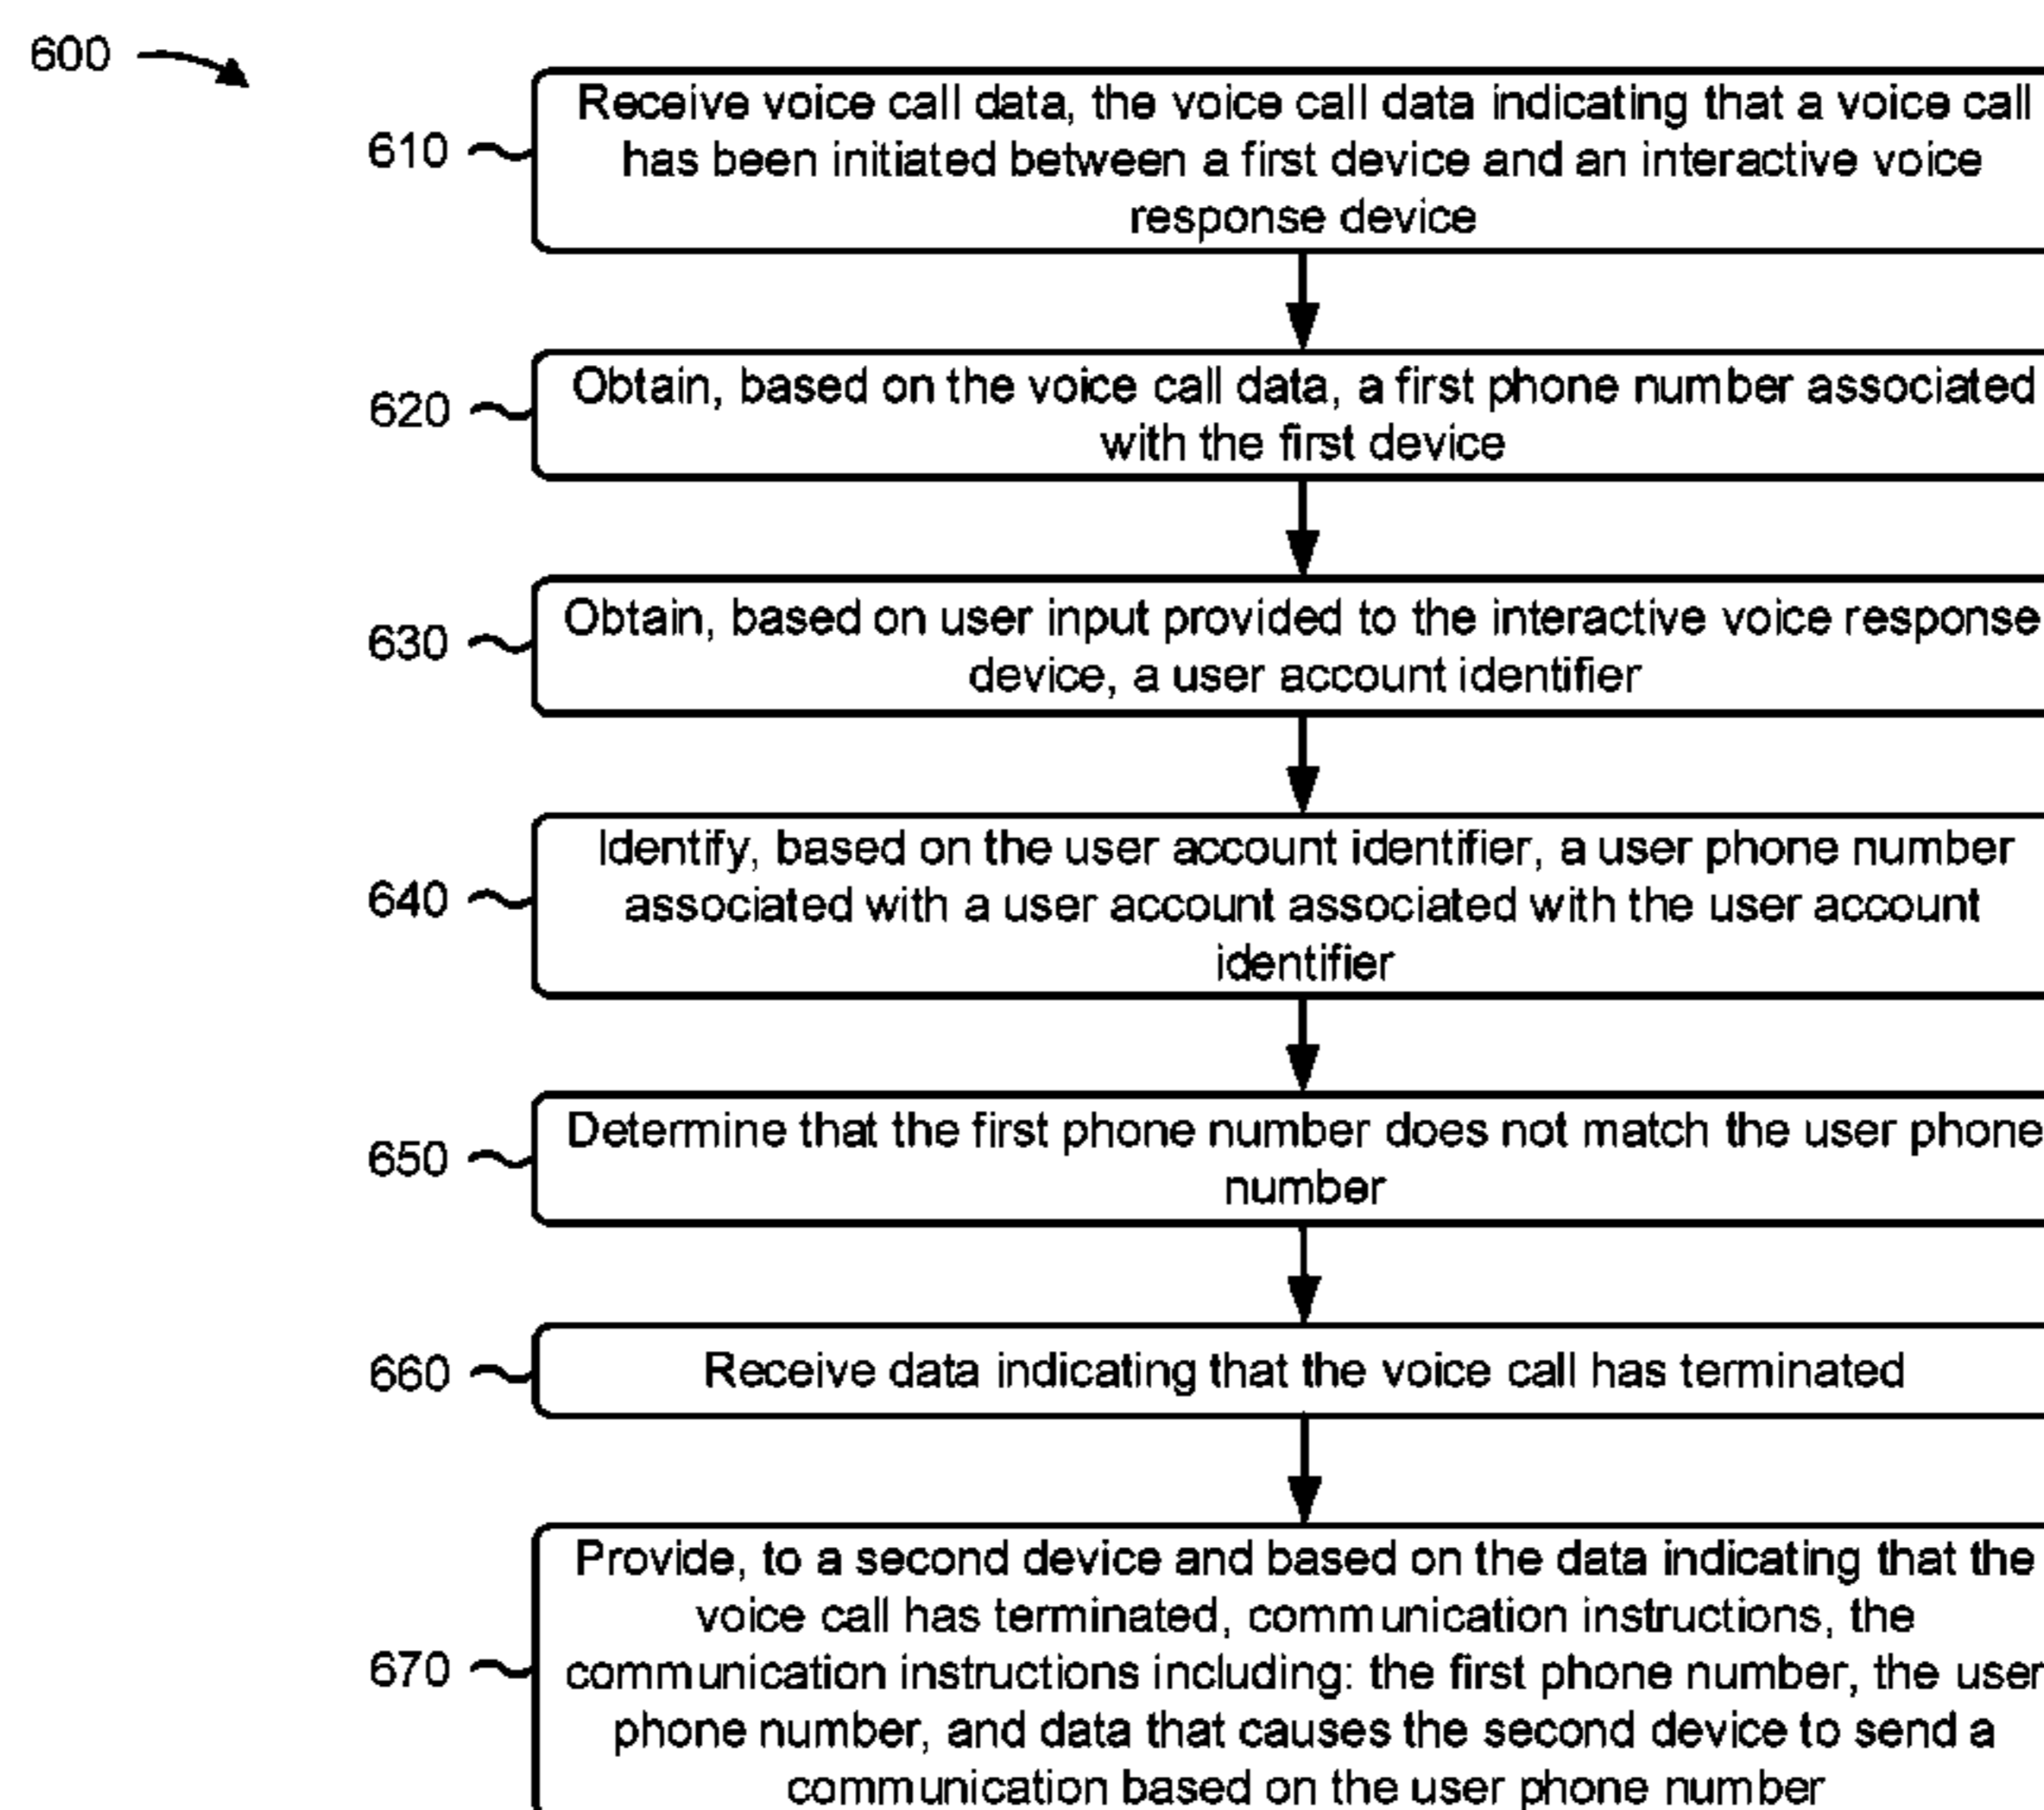 600
610
Receive voice call data, the voice call data indicating that a voice call
has been initiated between a first device and an interactive voice
response device
620
Obtain, based on the voice call data, a first phone number associated
with the first device
630
Obtain, based on user input provided to the interactive voice response
device, a user account identifier
640
Identify, based on the user account identifier, a user phone number
associated with a user account associated with the user account
identifier
650
Determine that the first phone number does not match the user phone
number
660
Receive data indicating that the voice call has terminated
670
Provide, to a second device and based on the data indicating that the
voice call has terminated, communication instructions, the
communication instructions including: the first phone number, the user
phone number, and data that causes the second device to send a
communication based on the user phone number